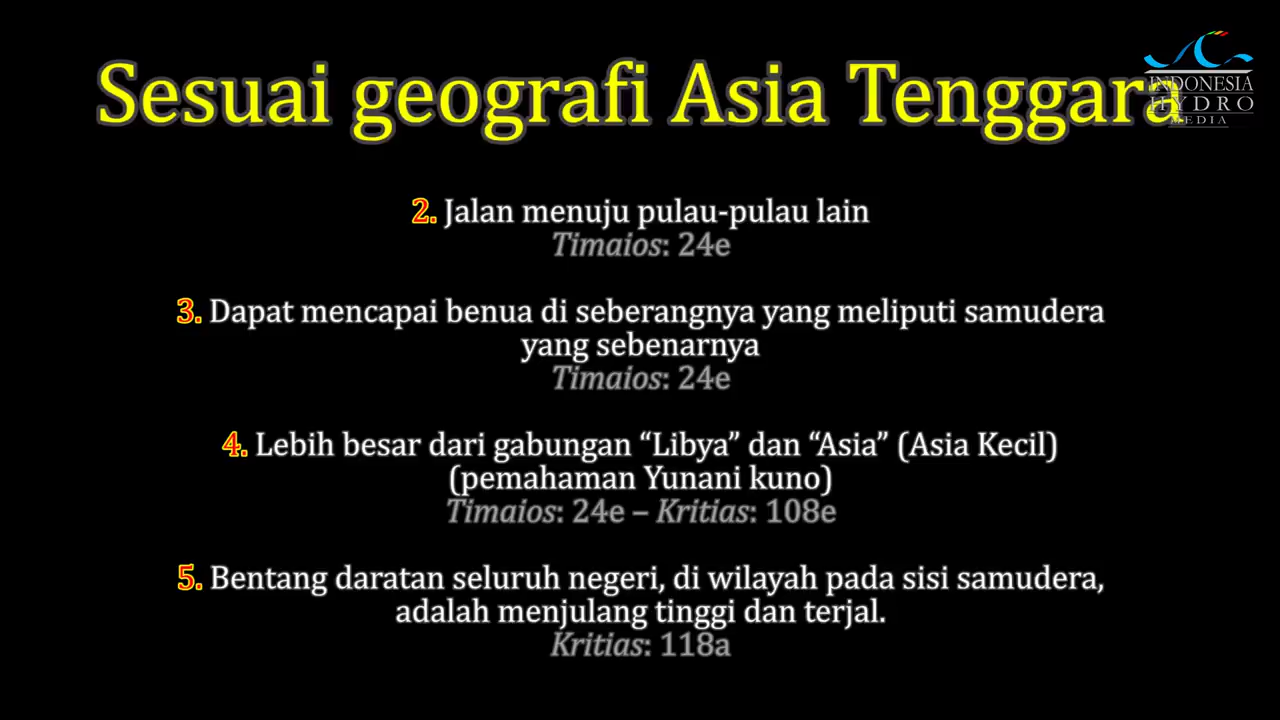 Sesuai geografi Asia Tenggara
INDONESIA
HYDRO
MEDIA
2. Jalan menuju pulau-pulau lain
Timaios: 24e
3. Dapat mencapai benua di seberangnya yang meliputi samudera
yang sebenarnya
Timaios: 24e
4. Lebih besar dari gabungan “Libya” dan “Asia” (Asia Kecil)
(pemahaman Yunani kuno)
Timaios: 24e – Kritias: 108e
5. Bentang daratan seluruh negeri, di wilayah pada sisi samudera,
adalah menjulang tinggi dan terjal.
Kritias: 118a